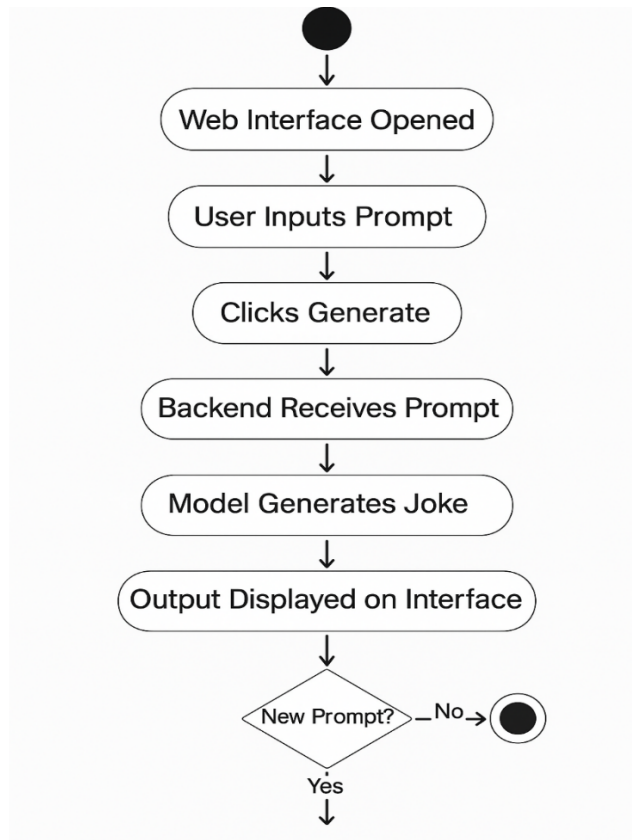 Web Interface Opened
User Inputs Prompt
Clicks Generate
Backend Receives Prompt
Model Generates Joke
Output Displayed on Interface
New Prompt?
No
Yes